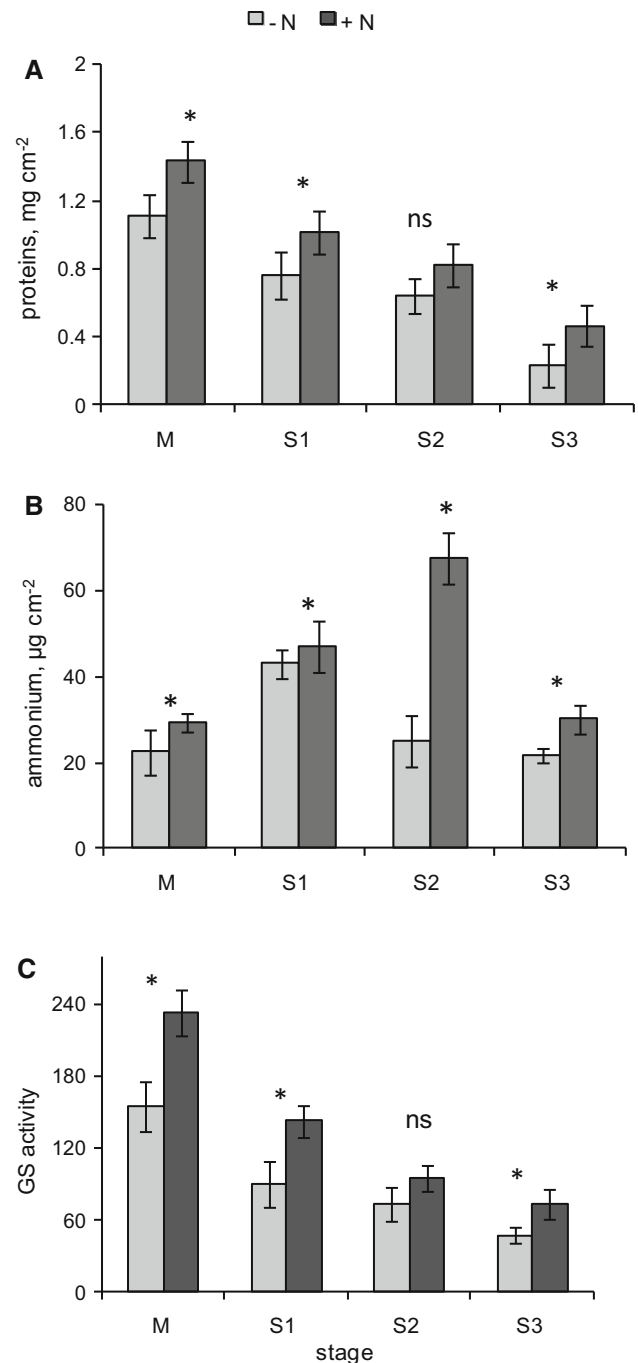 - N + N
A
2
*
1.6
*
1.2
ns
0.8
*
0.4
0
proteins, mg cm-2
M S1 S2 S3
B
80
*
60
*
40
*
*
20
0
ammonium, µg cm-2
M S1 S2 S3
C
*
240
180
*
ns
120
*
60
0
GS activity
M S1 S2 S3
stage